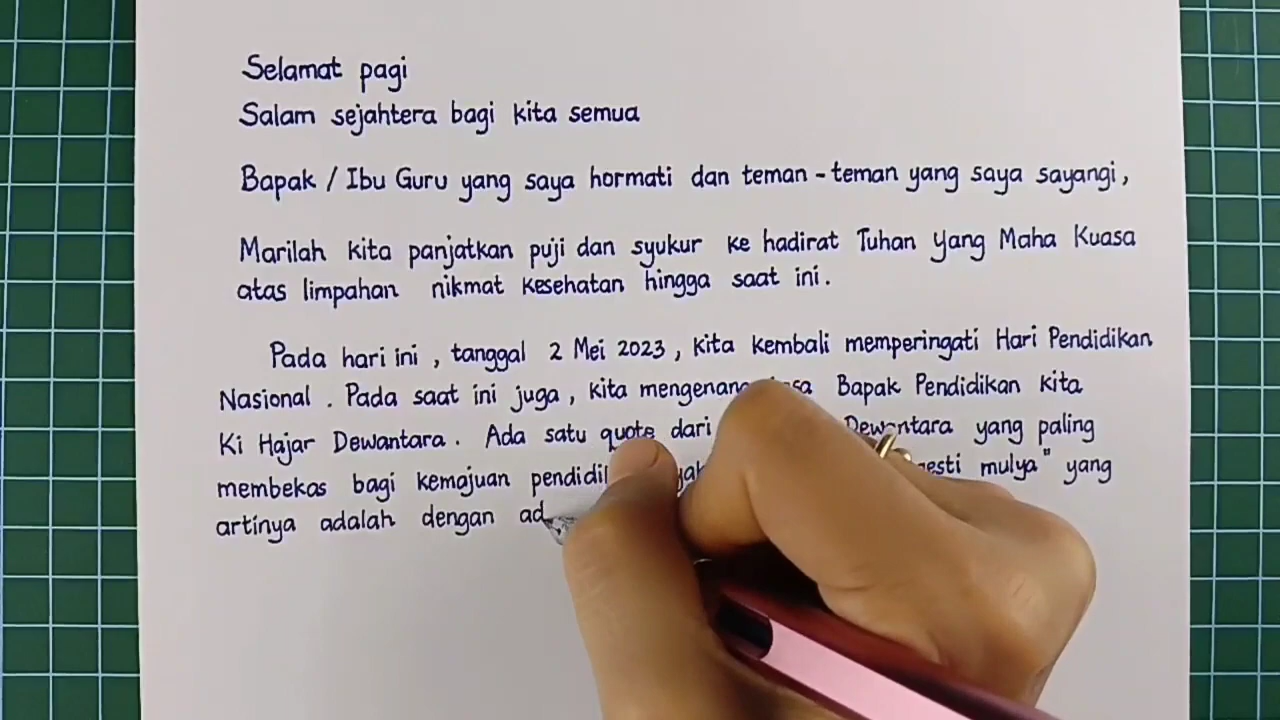 Selamat pagi
Salam sejahtera bagi kita semua
Bapak / Ibu Guru yang saya hormati dan teman - teman yang saya sayangi,
Marilah kita panjatkan puji dan syukur ke hadirat Tuhan Yang Maha Kuasa
atas limpahan nikmat kesehatan hingga saat ini.
Pada hari ini, tanggal 2 Mei 2023, kita kembali memperingati Hari Pendidikan
Nasional. Pada saat ini juga, kita mengenang Bapak Pendidikan kita
Ki Hajar Dewantara. Ada satu quote dari Dewantara yang paling
membekas bagi kemajuan pendidi mulya" yang
artinya adalah dengan ad